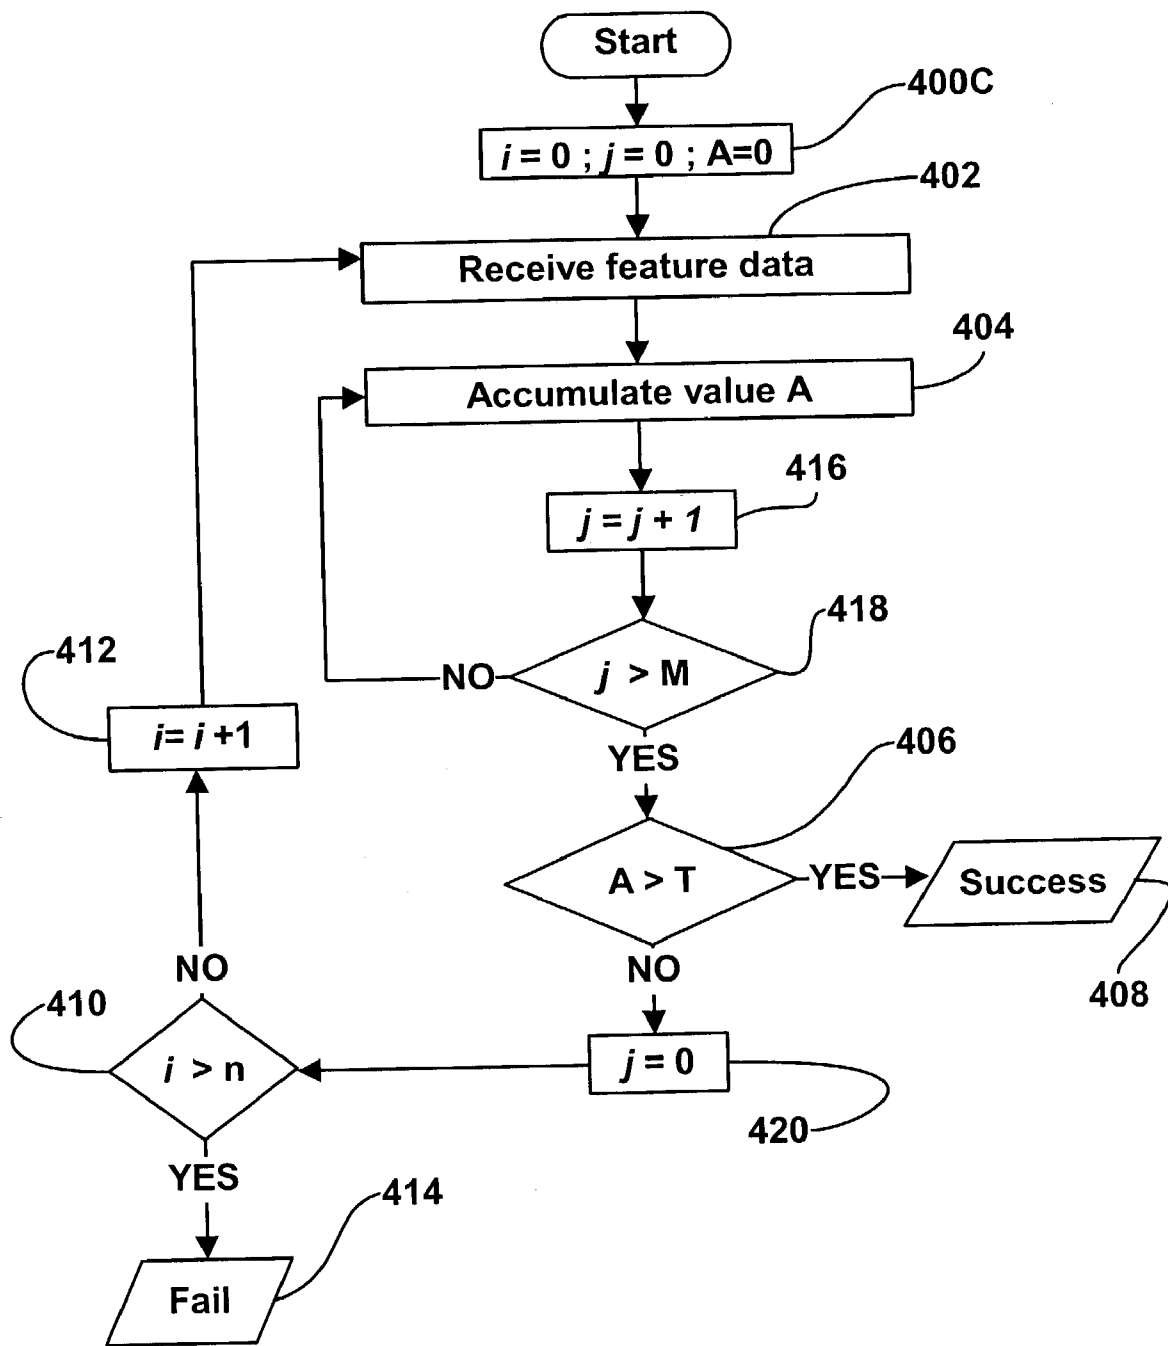 Start
400C
i = 0 ; j = 0 ; A=0
402
Receive feature data
404
Accumulate value A
416
j = j + 1
418
j > M
NO
412
i= i +1
YES
406
A > T
YES
Success
408
NO
NO
410
i > n
j = 0
420
YES
414
Fail